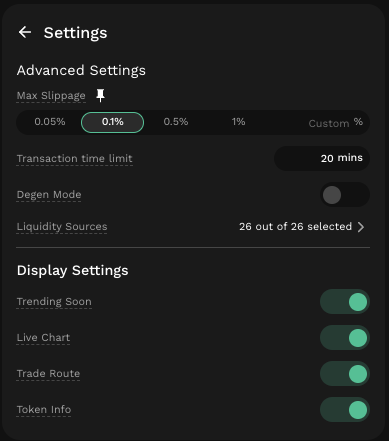 Settings
Advanced Settings
Max Slippage
0.05% 0.1% 0.5% 1% Custom %
Transaction time limit 20 mins
Degen Mode
Liquidity Sources 26 out of 26 selected
Display Settings
Trending Soon
Live Chart
Trade Route
Token Info